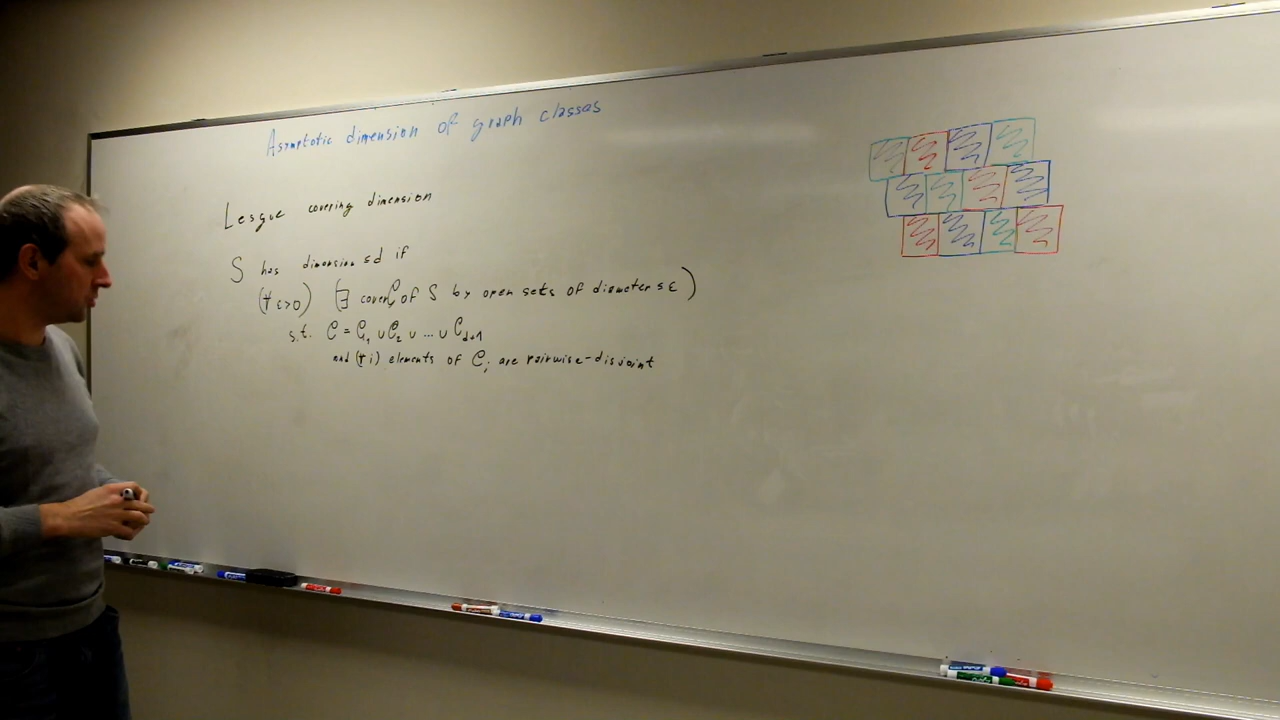 Asymptotic dimension of graph classes
Lesgue covering dimension
S has dimension ≤d if
(∀ε>0) (∃ cover C of S by open sets of diameter ≤ ε)
s.t. C = C₁ ∪ C₂ ∪ ... ∪ C_{d+1}
and (∀i) elements of Cᵢ are pairwise-disjoint